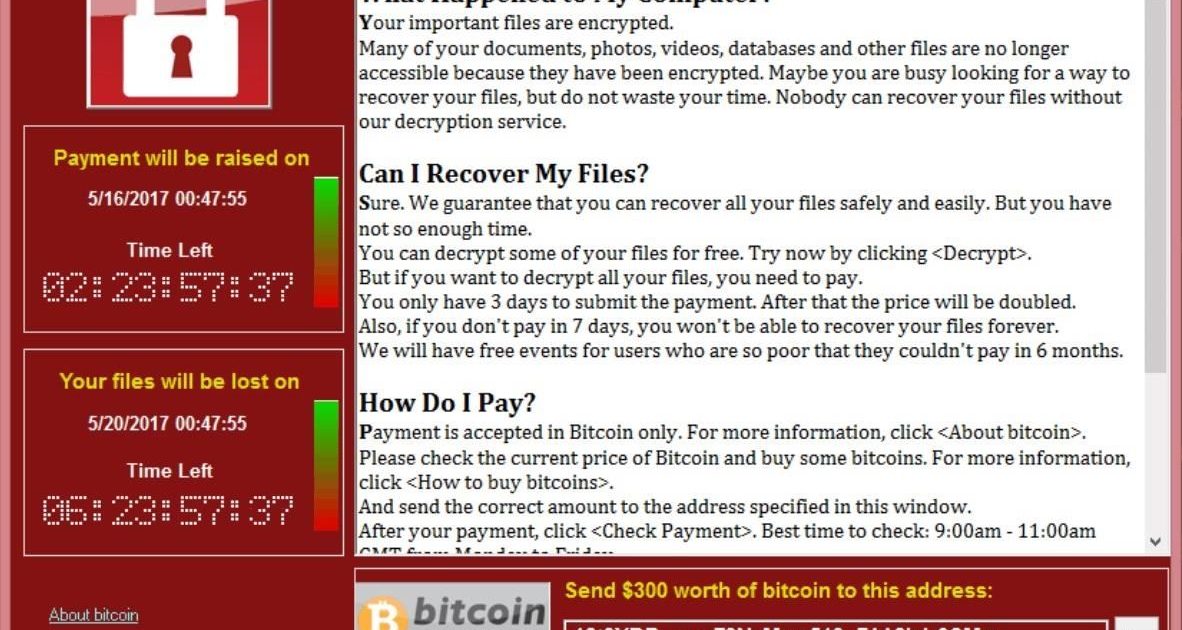 What Happened to My Computer?
Your important files are encrypted.
Many of your documents, photos, videos, databases and other files are no longer
accessible because they have been encrypted. Maybe you are busy looking for a way to
recover your files, but do not waste your time. Nobody can recover your files without
our decryption service.
Can I Recover My Files?
Sure. We guarantee that you can recover all your files safely and easily. But you have
not so enough time.
You can decrypt some of your files for free. Try now by clicking <Decrypt>.
But if you want to decrypt all your files, you need to pay.
You only have 3 days to submit the payment. After that the price will be doubled.
Also, if you don't pay in 7 days, you won't be able to recover your files forever.
We will have free events for users who are so poor that they couldn't pay in 6 months.
How Do I Pay?
Payment is accepted in Bitcoin only. For more information, click <About bitcoin>.
Please check the current price of Bitcoin and buy some bitcoins. For more information,
click <How to buy bitcoins>.
And send the correct amount to the address specified in this window.
After your payment, click <Check Payment>. Best time to check: 9:00am - 11:00am
GMT from Monday to Friday.
Payment will be raised on
5/16/2017 00:47:55
Time Left
02:23:57:37
Your files will be lost on
5/20/2017 00:47:55
Time Left
06:23:57:37
About bitcoin
bitcoin
Send $300 worth of bitcoin to this address: